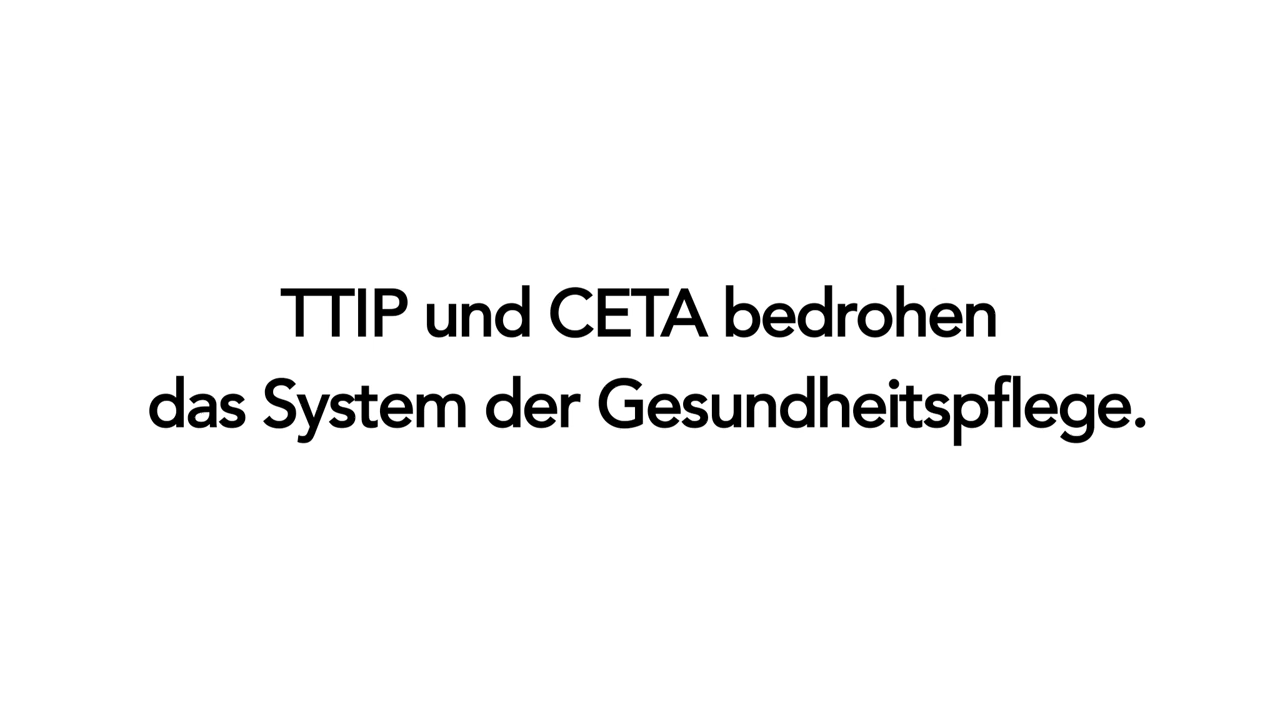 TTIP und CETA bedrohen
das System der Gesundheitspflege.